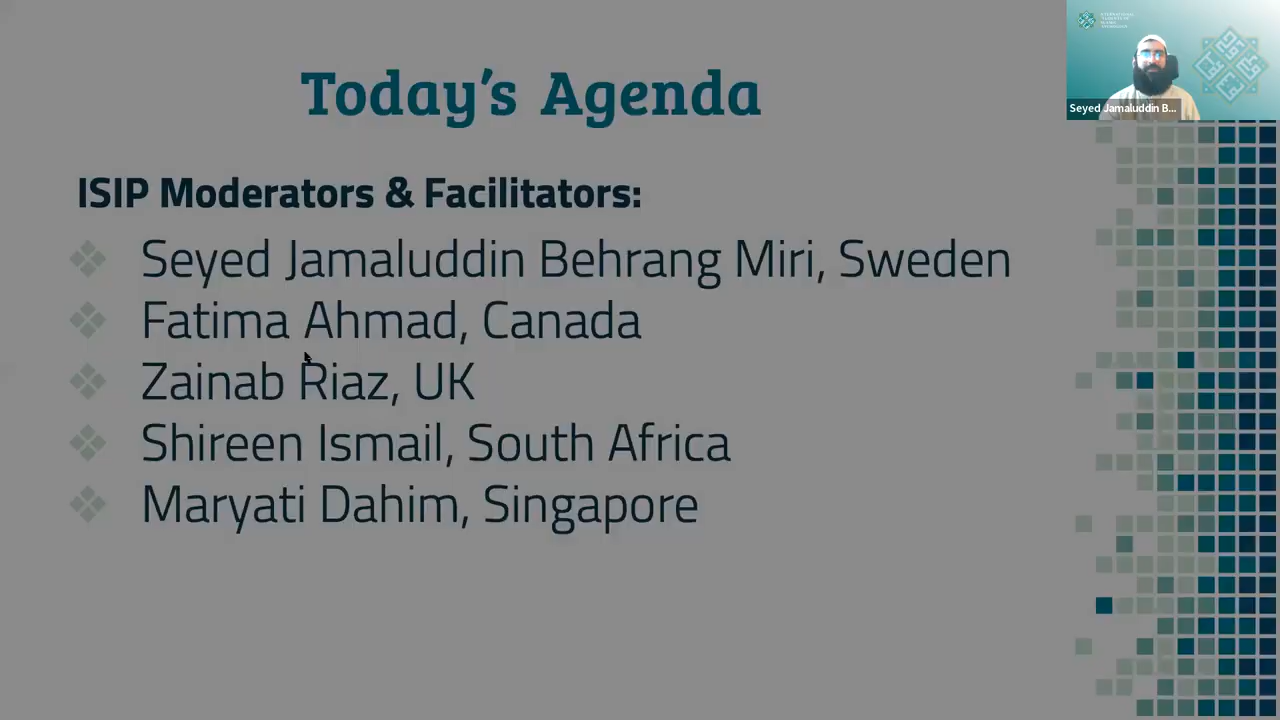 Today's Agenda
ISIP Moderators & Facilitators:
Seyed Jamaluddin Behrang Miri, Sweden
Fatima Ahmad, Canada
Zainab Riaz, UK
Shireen Ismail, South Africa
Maryati Dahim, Singapore
Seyed Jamaluddin B...